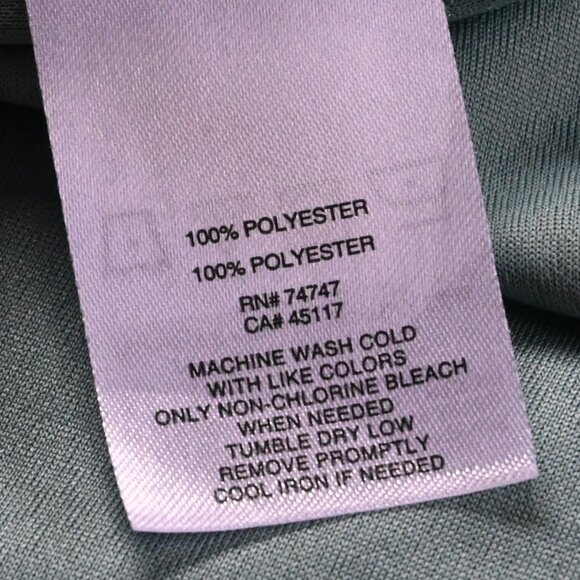 100% POLYESTER
100% POLYESTER
RN# 74747
CA# 45117
MACHINE WASH COLD
WITH LIKE COLORS
ONLY NON-CHLORINE BLEACH
WHEN NEEDED
TUMBLE DRY LOW
REMOVE PROMPTLY
COOL IRON IF NEEDED